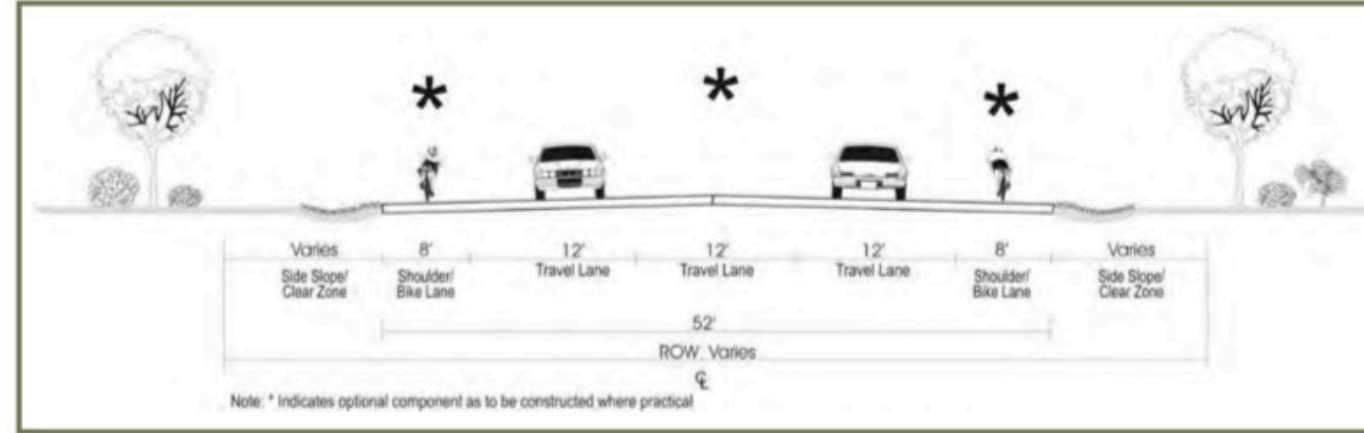 *
*
*
Varies
8'
12'
12'
12'
8'
Varies
Side Slope/
Clear Zone
Shoulder/
Bike Lane
Travel Lane
Travel Lane
Travel Lane
Shoulder/
Bike Lane
Side Slope/
Clear Zone
52'
ROW Varies
℄
Note: * Indicates optional component as to be constructed where practical